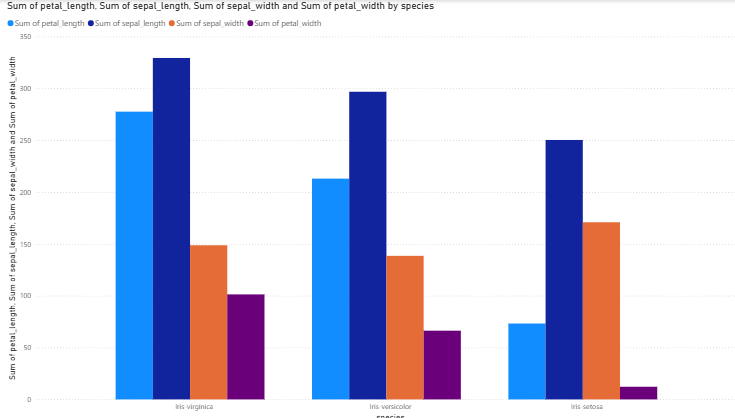 Sum of petal_length, Sum of sepal_length, Sum of sepal_width and Sum of petal_width by species
Sum of petal_length Sum of sepal_length Sum of sepal_width Sum of petal_width
Sum of petal_length, Sum of sepal_length, Sum of sepal_width and Sum of petal_width
350
300
250
200
150
100
50
0
Iris-virginica Iris-versicolor Iris-setosa
species